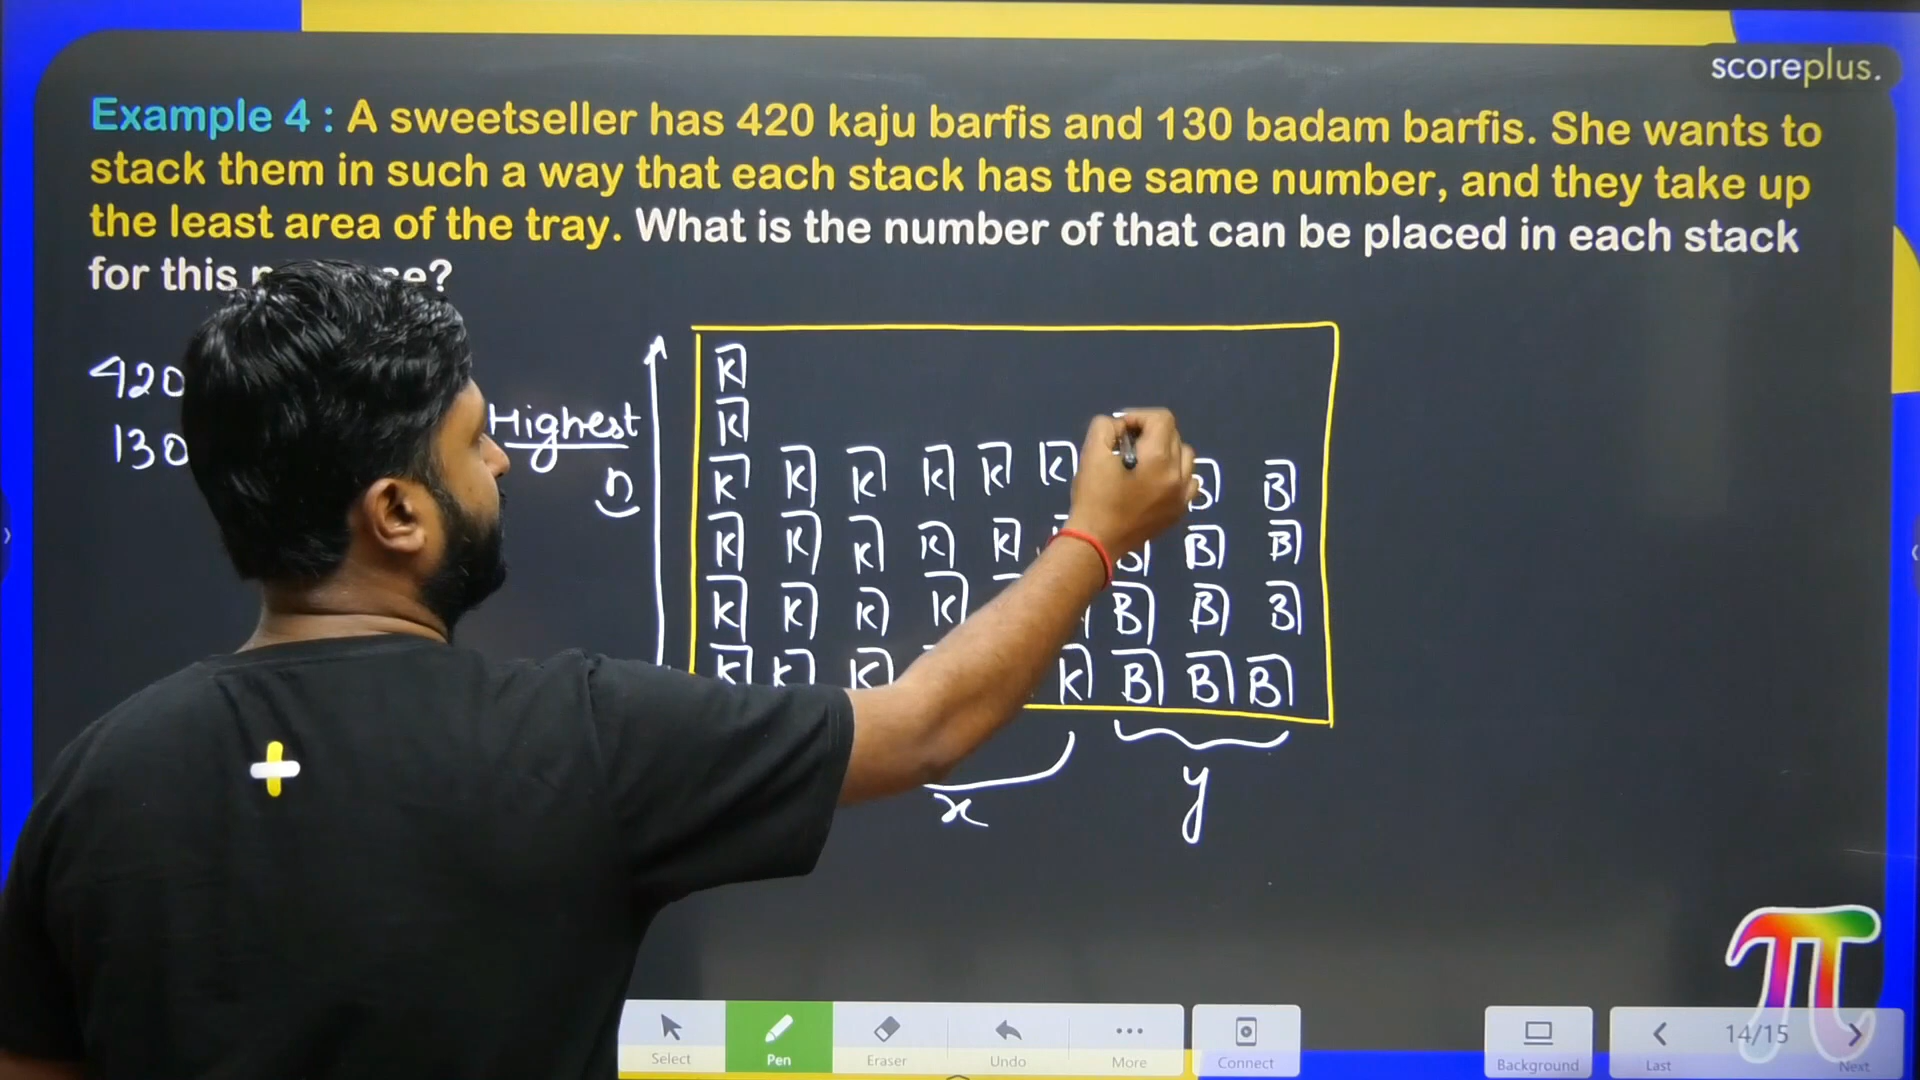 scoreplus.
Example 4 : A sweetseller has 420 kaju barfis and 130 badam barfis. She wants to
stack them in such a way that each stack has the same number, and they take up
the least area of the tray. What is the number of that can be placed in each stack
for this
420
130
Highest
n
K
K
K K K K K K B B
K K K K K B B B
K K K K B B B
K K K K B B B
x
y
Select
Pen
Eraser
Undo
More
Connect
Background
Last
14/15
Next